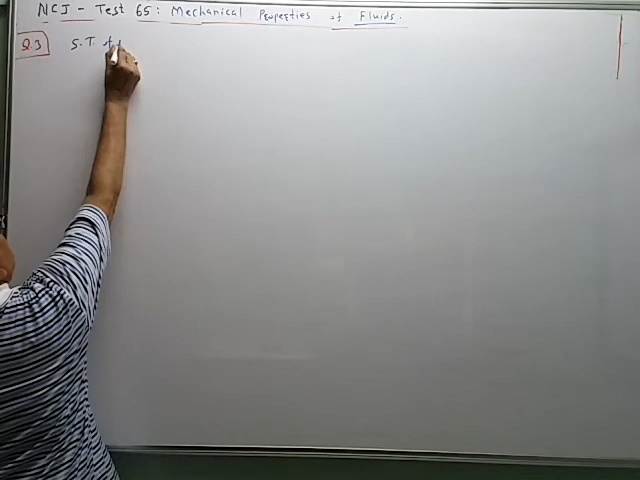 NCJ - Test 65: Mechanical Properties of Fluids.
Q.3 S.T.